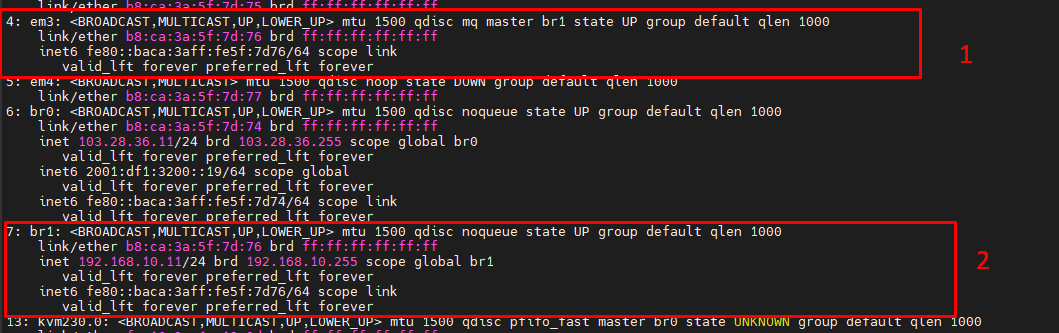 link/ether b8:ca:3a:5f:7d:75 brd ff:ff:ff:ff:ff:ff
4: em3: <BROADCAST,MULTICAST,UP,LOWER_UP> mtu 1500 qdisc mq master br1 state UP group default qlen 1000
link/ether b8:ca:3a:5f:7d:76 brd ff:ff:ff:ff:ff:ff
inet6 fe80::baca:3aff:fe5f:7d76/64 scope link
valid_lft forever preferred_lft forever
1
5: em4: <BROADCAST,MULTICAST> mtu 1500 qdisc noop state DOWN group default qlen 1000
link/ether b8:ca:3a:5f:7d:77 brd ff:ff:ff:ff:ff:ff
6: br0: <BROADCAST,MULTICAST,UP,LOWER_UP> mtu 1500 qdisc noqueue state UP group default qlen 1000
link/ether b8:ca:3a:5f:7d:74 brd ff:ff:ff:ff:ff:ff
inet 103.28.36.11/24 brd 103.28.36.255 scope global br0
valid_lft forever preferred_lft forever
inet6 2001:df1:3200::19/64 scope global
valid_lft forever preferred_lft forever
inet6 fe80::baca:3aff:fe5f:7d74/64 scope link
valid_lft forever preferred_lft forever
7: br1: <BROADCAST,MULTICAST,UP,LOWER_UP> mtu 1500 qdisc noqueue state UP group default qlen 1000
link/ether b8:ca:3a:5f:7d:76 brd ff:ff:ff:ff:ff:ff
inet 192.168.10.11/24 brd 192.168.10.255 scope global br1
valid_lft forever preferred_lft forever
inet6 fe80::baca:3aff:fe5f:7d76/64 scope link
valid_lft forever preferred_lft forever
2
13: kvm230.0: <BROADCAST,MULTICAST,UP,LOWER_UP> mtu 1500 qdisc pfifo_fast master br0 state UNKNOWN group default qlen 1000